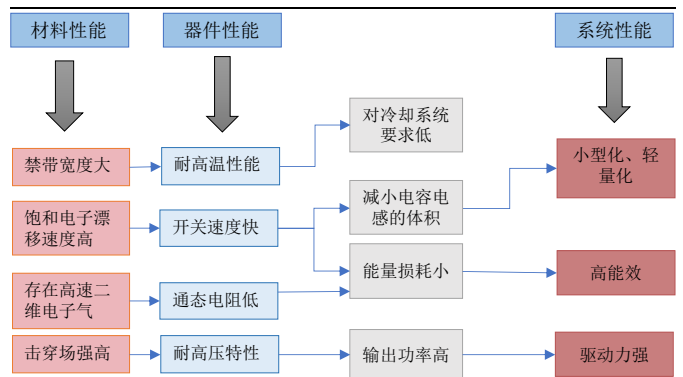 材料性能
器件性能
系统性能
对冷却系统
要求低
禁带宽度大
耐高温性能
小型化、轻
量化
饱和电子漂
移速度高
开关速度快
减小电容电
感的体积
能量损耗小
高能效
存在高速二
维电子气
通态电阻低
击穿场强高
耐高压特性
输出功率高
驱动力强